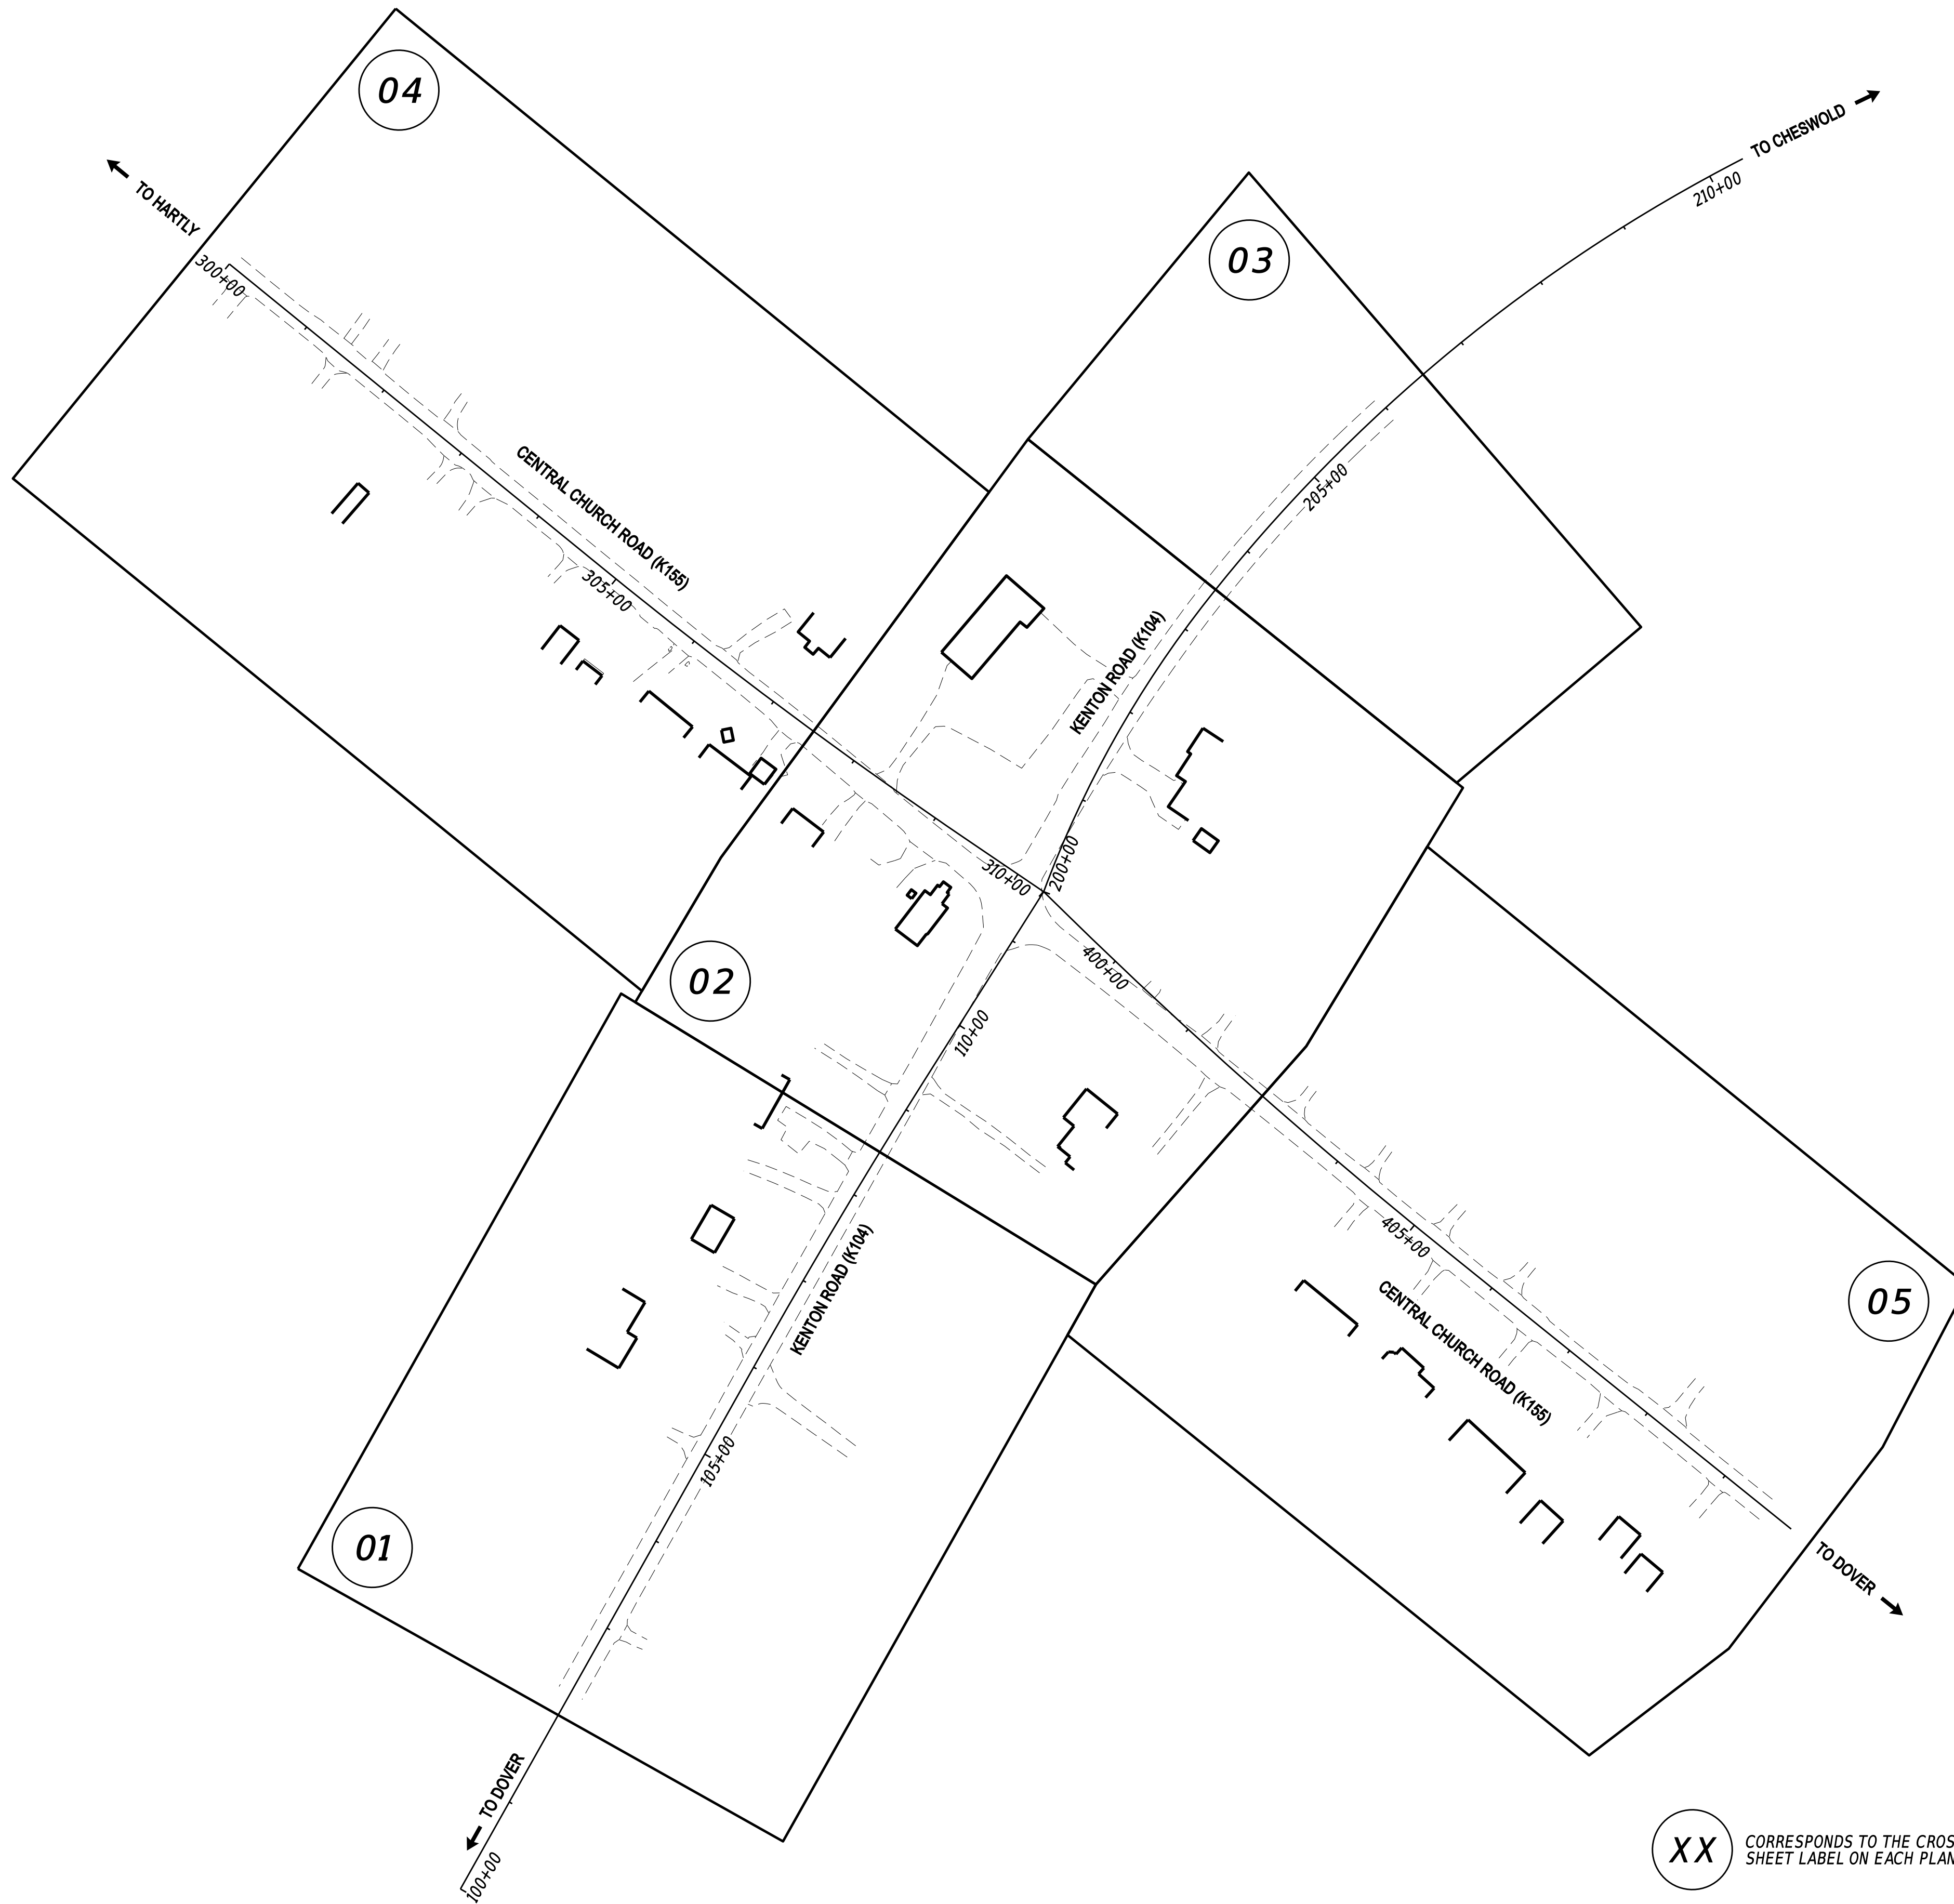 04
TO CHESWOLD
TO HARTLY
210+00
03
300+00
CENTRAL CHURCH ROAD (K155)
205+00
305+00
KENTON ROAD (K104)
310+00
200+00
02
400+00
110+00
405+00
KENTON ROAD (K104)
05
CENTRAL CHURCH ROAD (K155)
105+00
01
TO DOVER
TO DOVER
100+00
XX
CORRESPONDS TO THE CROS
SHEET LABEL ON EACH PLAN